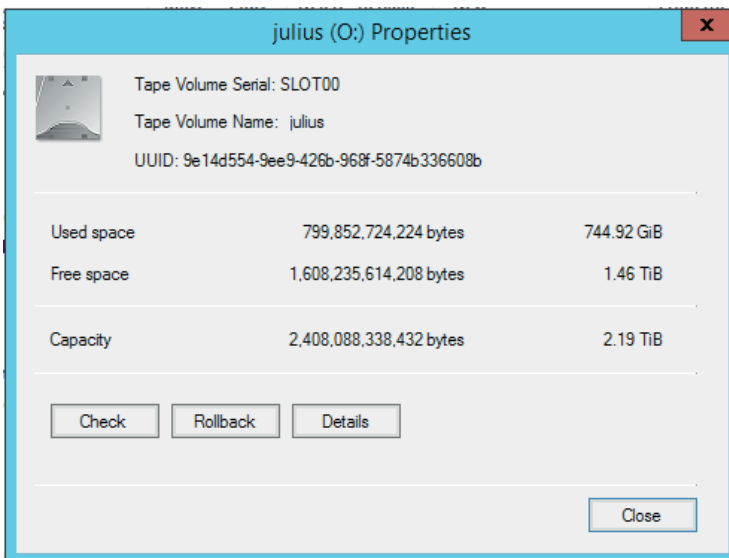 julius (O:) Properties
x
Tape Volume Serial: SLOT00
Tape Volume Name: julius
UUID: 9e14d554-9ee9-426b-968f-5874b336608b
Used space 799,852,724,224 bytes 744.92 GiB
Free space 1,608,235,614,208 bytes 1.46 TiB
Capacity 2,408,088,338,432 bytes 2.19 TiB
Check Rollback Details
Close